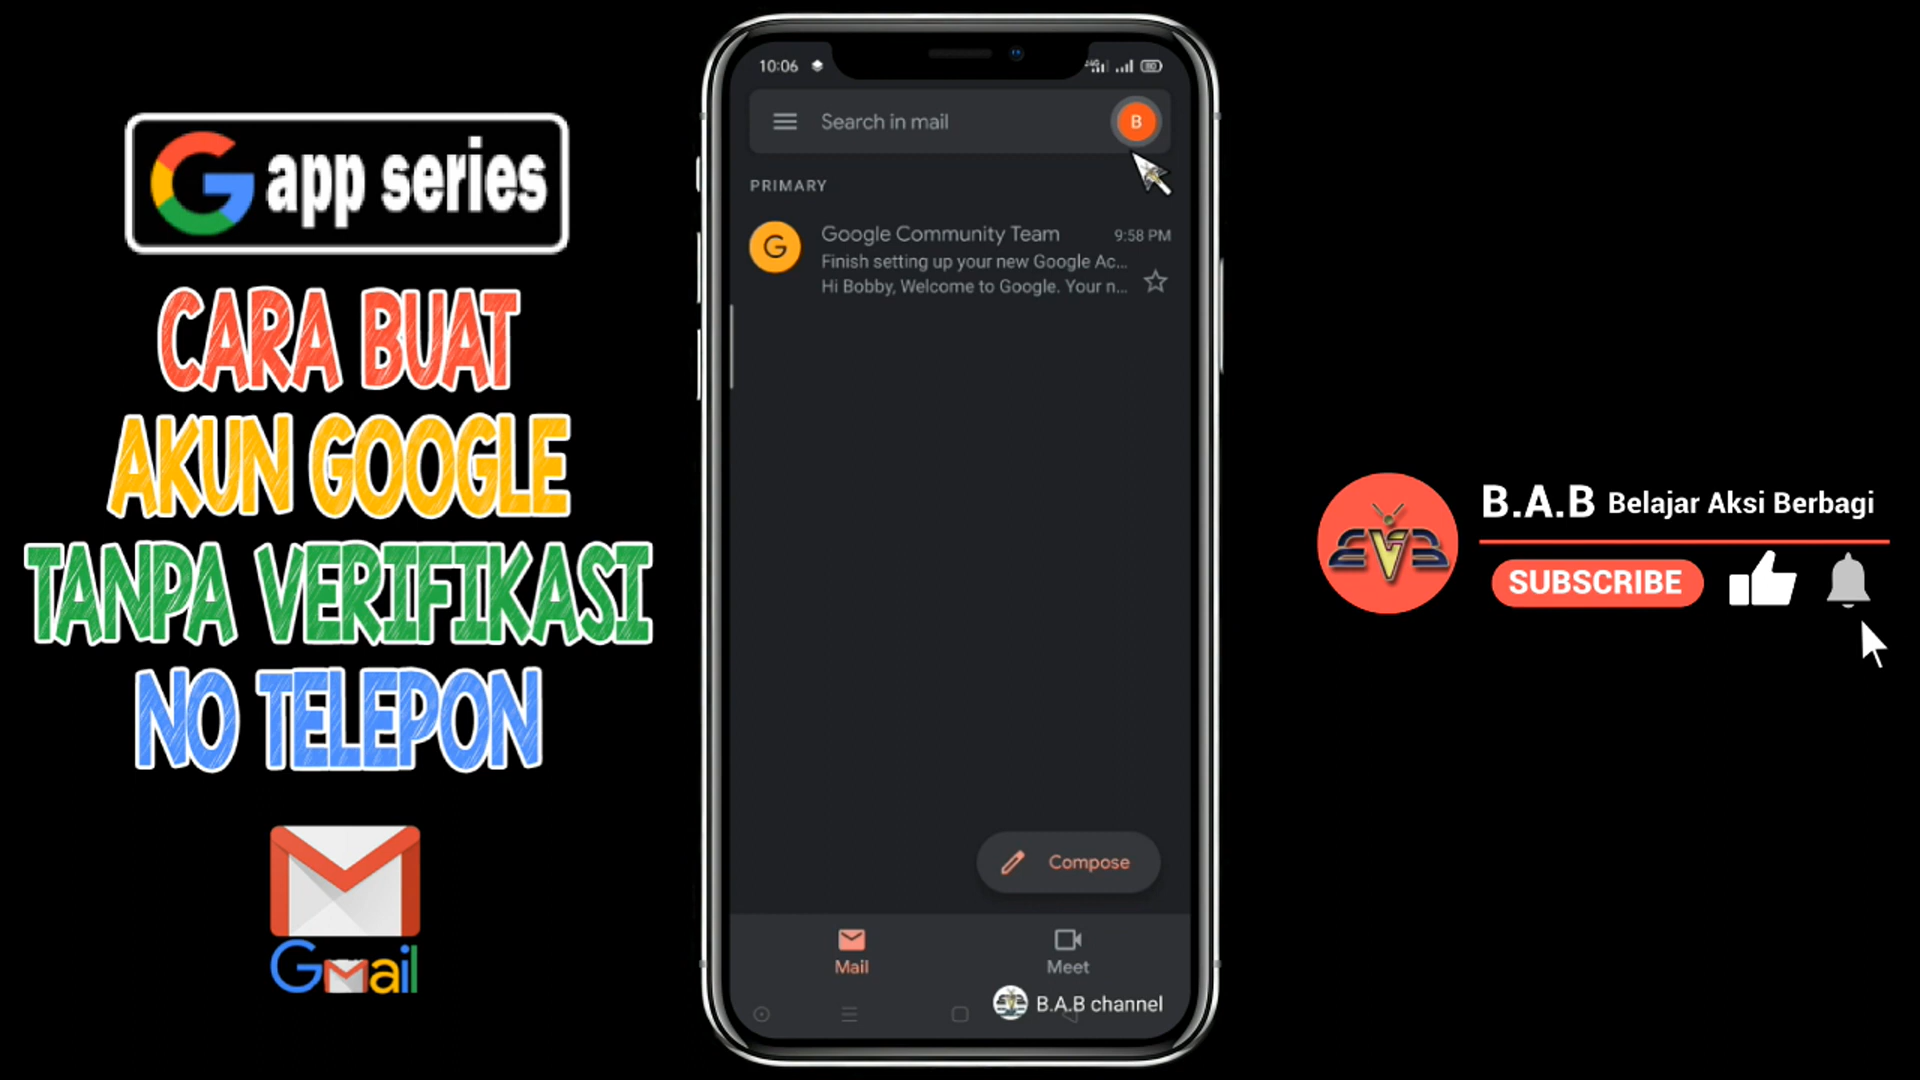 G app series
CARA BUAT
AKUN GOOGLE
TANPA VERIFIKASI
NO TELEPON
Gmail
10:06
Search in mail
B
PRIMARY
G
Google Community Team
9:58 PM
Finish setting up your new Google Ac...
Hi Bobby, Welcome to Google. Your n...
Compose
Mail
Meet
B.A.B channel
B.A.B Belajar Aksi Berbagi
SUBSCRIBE